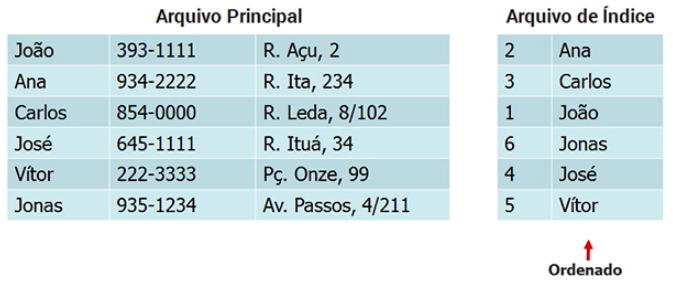 Arquivo Principal
João 393-1111 R. Açu, 2
Ana 934-2222 R. Ita, 234
Carlos 854-0000 R. Leda, 8/102
José 645-1111 R. Ituá, 34
Vítor 222-3333 Pç. Onze, 99
Jonas 935-1234 Av. Passos, 4/211
Arquivo de Índice
2 Ana
3 Carlos
1 João
6 Jonas
4 José
5 Vítor
Ordenado